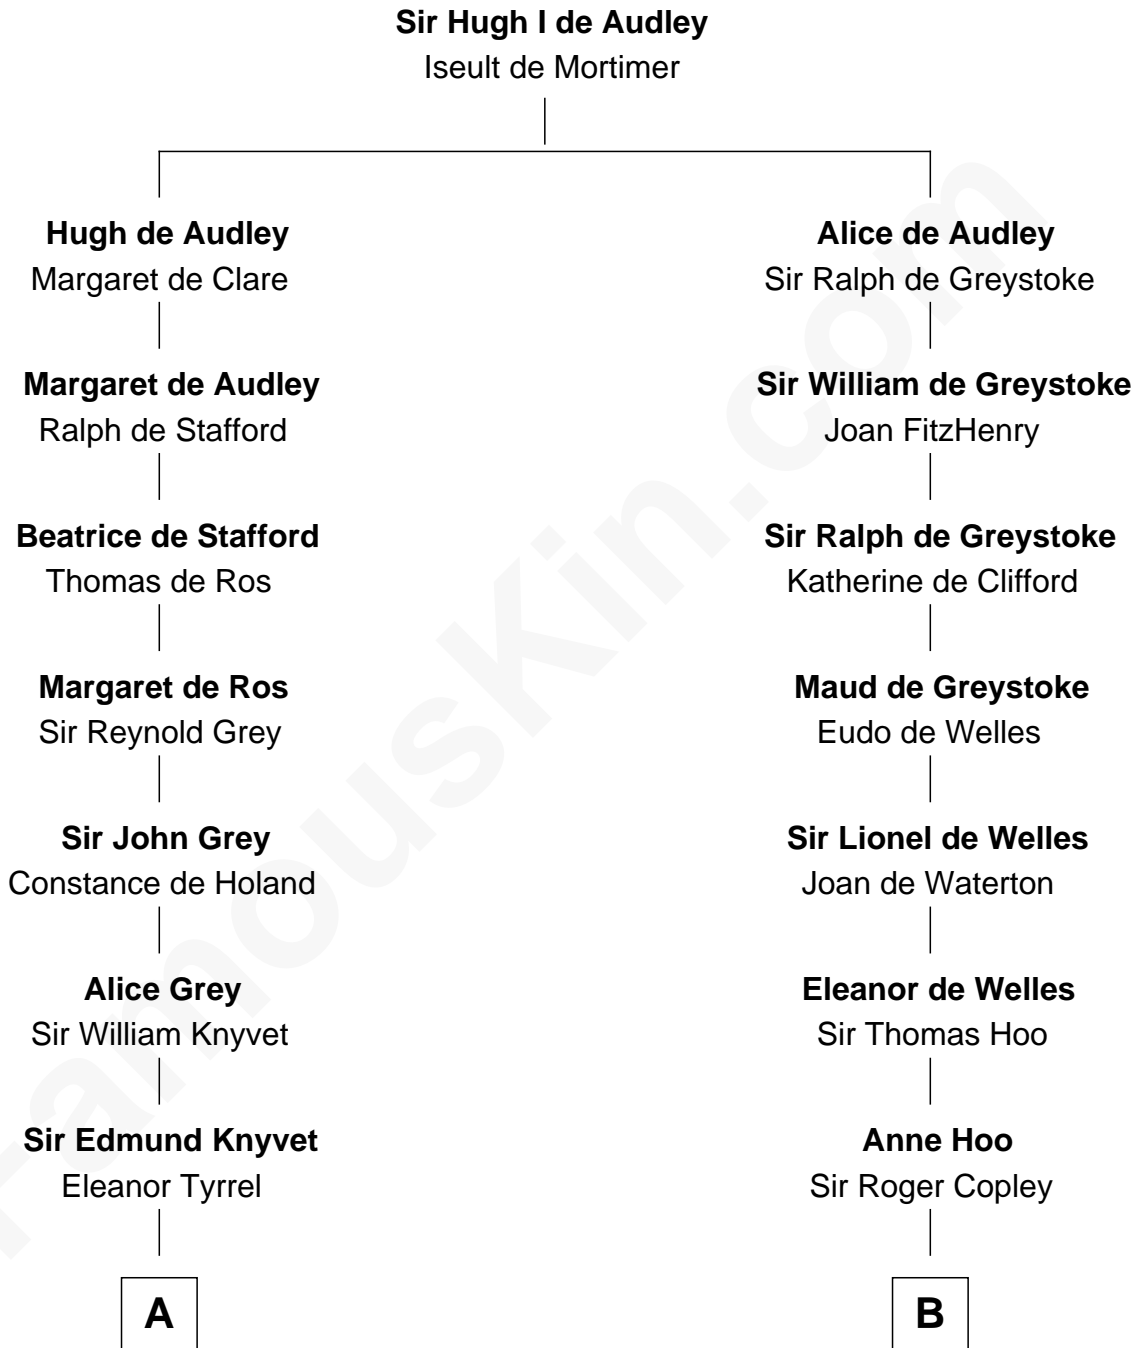 Sir Hugh I de Audley
Iseult de Mortimer
Hugh de Audley
Margaret de Clare
Alice de Audley
Sir Ralph de Greystoke
Margaret de Audley
Ralph de Stafford
Sir William de Greystoke
Joan FitzHenry
Beatrice de Stafford
Thomas de Ros
Sir Ralph de Greystoke
Katherine de Clifford
Margaret de Ros
Sir Reynold Grey
Maud de Greystoke
Eudo de Welles
Sir John Grey
Constance de Holand
Sir Lionel de Welles
Joan de Waterton
Alice Grey
Sir William Knyvet
Eleanor de Welles
Sir Thomas Hoo
Sir Edmund Knyvet
Eleanor Tyrrel
Anne Hoo
Sir Roger Copley
A
B
FamousKin.com